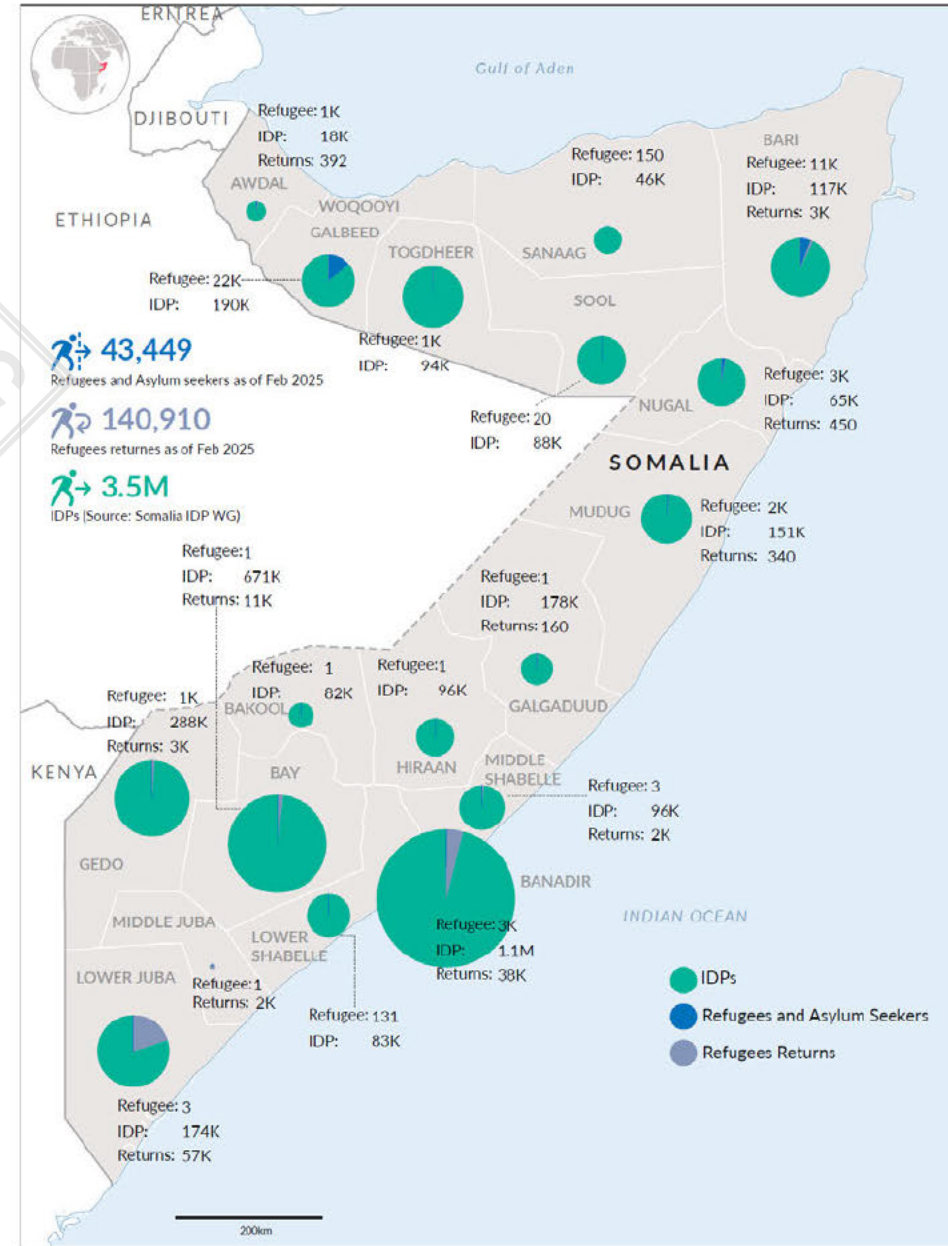 ERITREA
Gulf of Aden
DJIBOUTI
Refugee: 1K
IDP: 18K
Returns: 392
AWDAL
ETHIOPIA
WOQOOYI
GALBEED
Refugee: 22K
IDP: 190K
TOGDHEER
Refugee: 1K
IDP: 94K
Refugee: 150
IDP: 46K
SANAAG
BARI
Refugee: 11K
IDP: 117K
Returns: 3K
SOOL
Refugee: 20
IDP: 88K
NUGAL
Refugee: 3K
IDP: 65K
Returns: 450
43,449
Refugees and Asylum seekers as of Feb 2025
140,910
Refugees returnes as of Feb 2025
3.5M
IDPs (Source: Somalia IDP WG)
SOMALIA
MUDUG
Refugee: 2K
IDP: 151K
Returns: 340
Refugee:1
IDP: 671K
Returns: 11K
Refugee:1
IDP: 178K
Returns: 160
GALGADUUD
Refugee: 1
IDP: 82K
BAKOOL
Refugee:1
IDP: 96K
HIRAAN
Refugee: 1K
IDP: 288K
Returns: 3K
KENYA
BAY
MIDDLE
SHABELLE
Refugee: 3
IDP: 96K
Returns: 2K
GEDO
BANADIR
Refugee: 3K
IDP: 1.1M
Returns: 38K
INDIAN OCEAN
MIDDLE JUBA
LOWER
SHABELLE
LOWER JUBA
Refugee:1
Returns: 2K
Refugee: 131
IDP: 83K
IDPs
Refugees and Asylum Seekers
Refugees Returns
Refugee: 3
IDP: 174K
Returns: 57K
200km